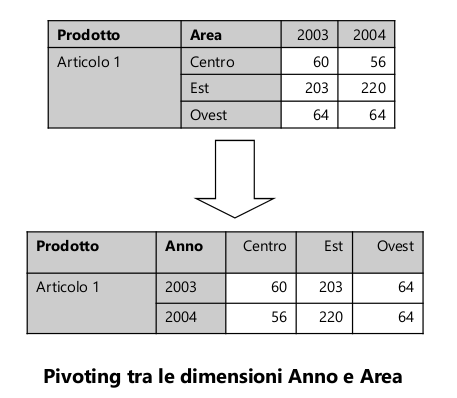 Prodotto Area 2003 2004
Articolo 1 Centro 60 56
Est 203 220
Ovest 64 64
Prodotto Anno Centro Est Ovest
Articolo 1 2003 60 203 64
2004 56 220 64
Pivoting tra le dimensioni Anno e Area